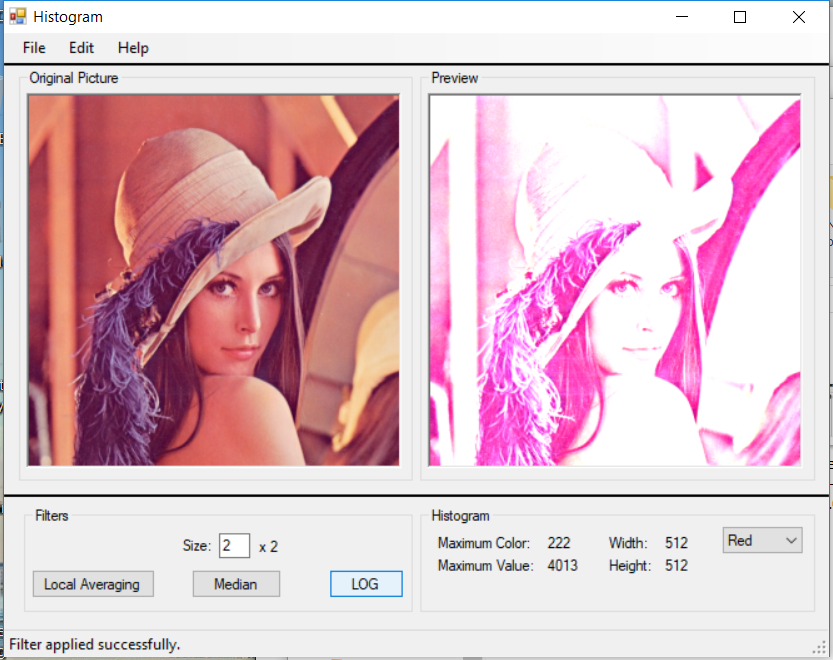 Histogram
File Edit Help
Original Picture
Preview
Filters
Size: 2 x 2
Local Averaging Median LOG
Histogram
Maximum Color: 222 Width: 512 Red
Maximum Value: 4013 Height: 512
Filter applied successfully.